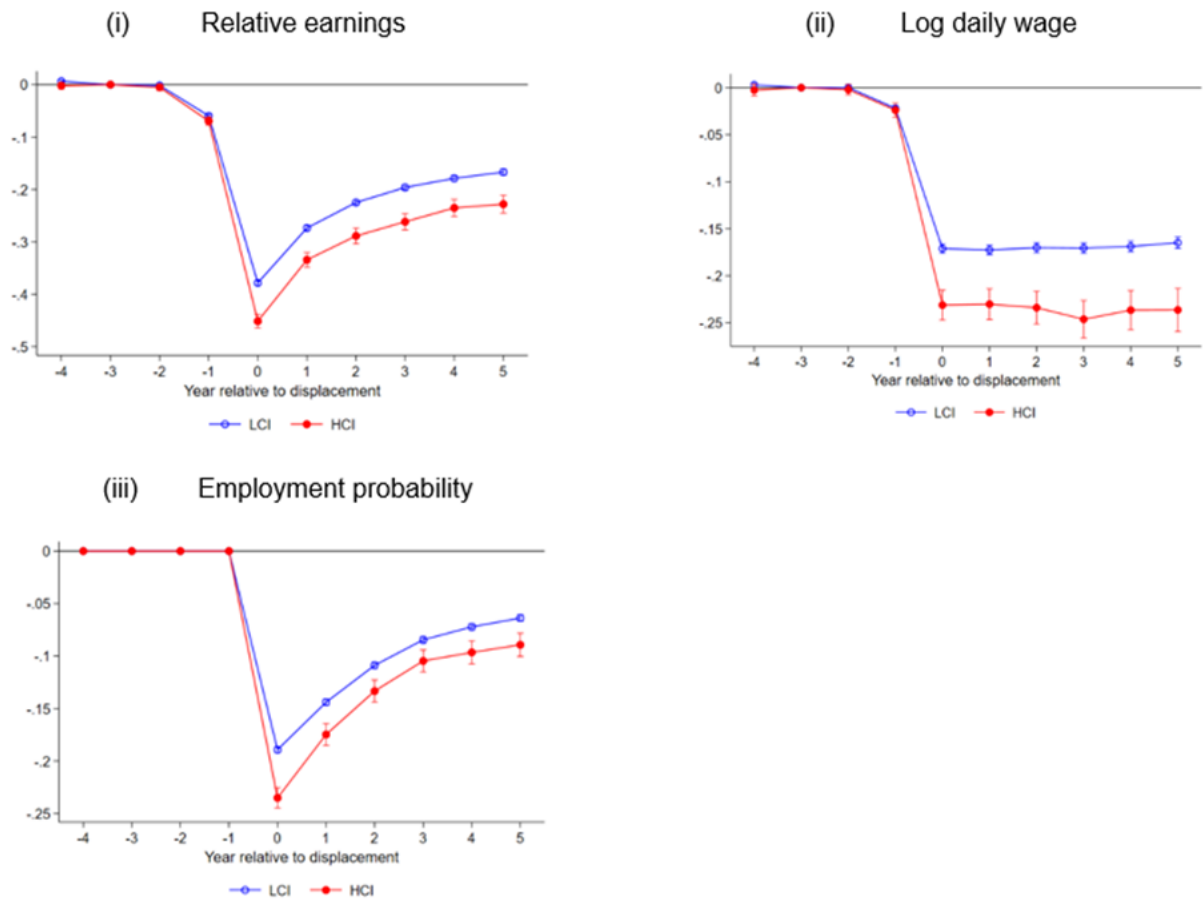 (i) Relative earnings
0
-.1
-.2
-.3
-.4
-.5
-4 -3 -2 -1 0 1 2 3 4 5
Year relative to displacement
LCI HCI
(ii) Log daily wage
0
-.05
-.1
-.15
-.2
-.25
-4 -3 -2 -1 0 1 2 3 4 5
Year relative to displacement
LCI HCI
(iii) Employment probability
0
-.05
-.1
-.15
-.2
-.25
-4 -3 -2 -1 0 1 2 3 4 5
Year relative to displacement
LCI HCI